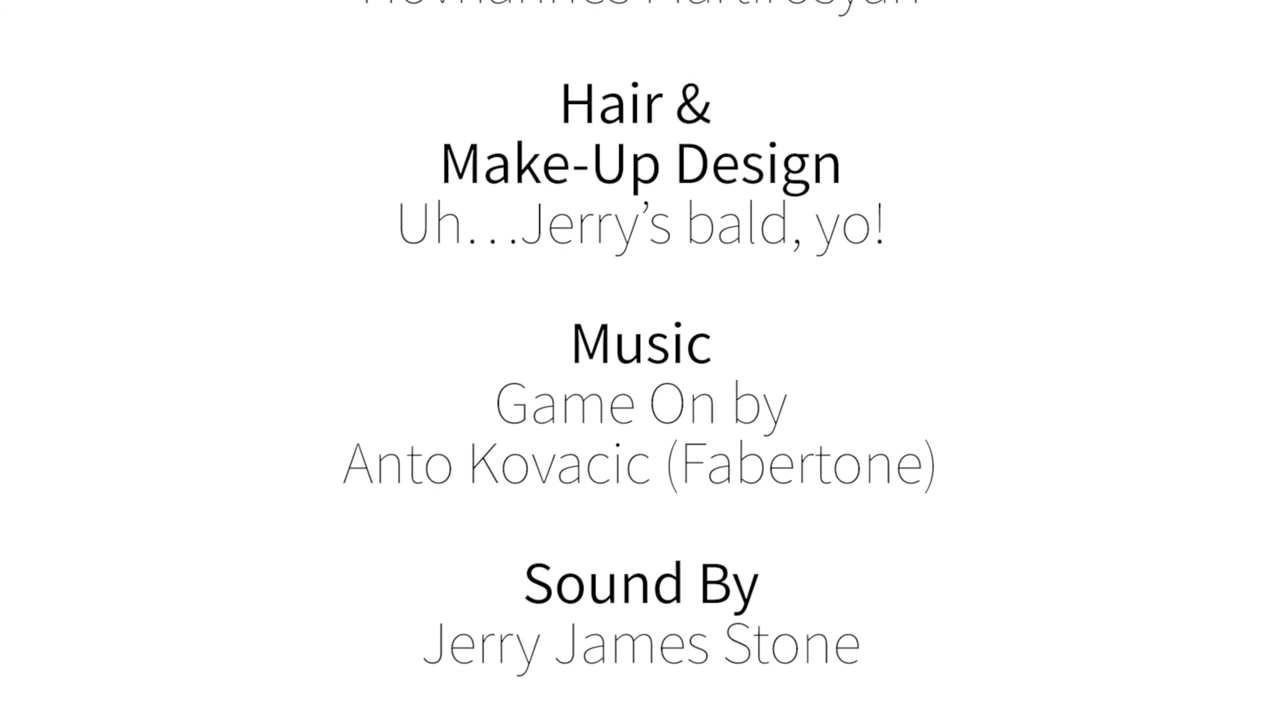 Hair &
Make-Up Design
Uh...Jerry’s bald, yo!
Music
Game On by
Anto Kovacic (Fabertone)
Sound By
Jerry James Stone